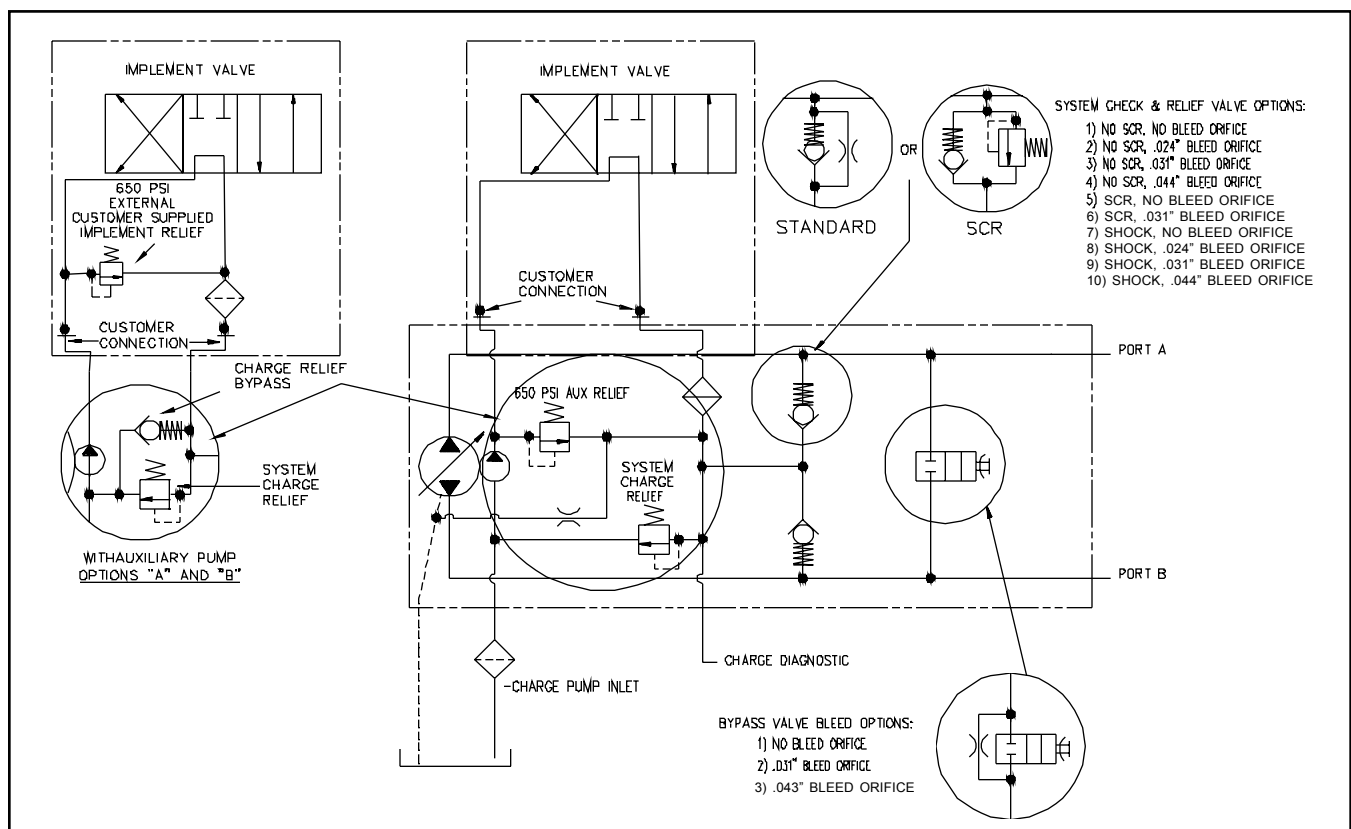 IMPLEMENT VALVE
650 PSI
EXTERNAL
CUSTOMER SUPPLIED
IMPLEMENT RELIEF
CUSTOMER
CONNECTION
CHARGE RELIEF
BYPASS
SYSTEM
CHARGE
RELIEF
WITHAUXILIARY PUMP
OPTIONS "A" AND "B"
IMPLEMENT VALVE
CUSTOMER
CONNECTION
650 PSI AUX RELIEF
SYSTEM
CHARGE
RELIEF
STANDARD
OR
SCR
SYSTEM CHECK & RELIEF VALVE OPTIONS:
1) NO SCR, NO BLEED ORIFICE
2) NO SCR, .024" BLEED ORIFICE
3) NO SCR, .031" BLEED ORIFICE
4) NO SCR, .044" BLEED ORIFICE
5) SCR, NO BLEED ORIFICE
6) SCR, .031" BLEED ORIFICE
7) SHOCK, NO BLEED ORIFICE
8) SHOCK, .024" BLEED ORIFICE
9) SHOCK, .031" BLEED ORIFICE
10) SHOCK, .044" BLEED ORIFICE
PORT A
PORT B
CHARGE DIAGNOSTIC
CHARGE PUMP INLET
BYPASS VALVE BLEED OPTIONS:
1) NO BLEED ORIFICE
2) .031" BLEED ORIFICE
3) .043" BLEED ORIFICE